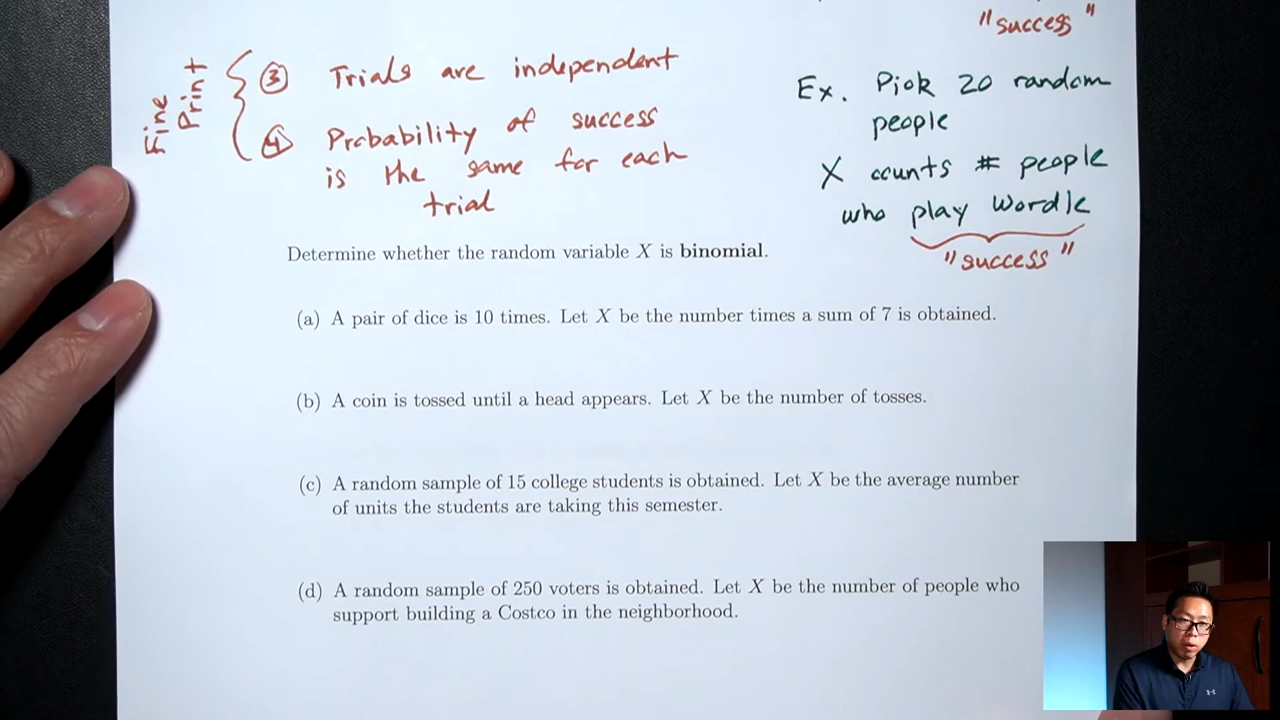 "success"
Fine Print
③ Trials are independent
④ Probability of success
is the same for each
trial
Ex. Pick 20 random
people
X counts # people
who play Wordle
"success"
Determine whether the random variable X is binomial.
(a) A pair of dice is 10 times. Let X be the number times a sum of 7 is obtained.
(b) A coin is tossed until a head appears. Let X be the number of tosses.
(c) A random sample of 15 college students is obtained. Let X be the average number
of units the students are taking this semester.
(d) A random sample of 250 voters is obtained. Let X be the number of people who
support building a Costco in the neighborhood.